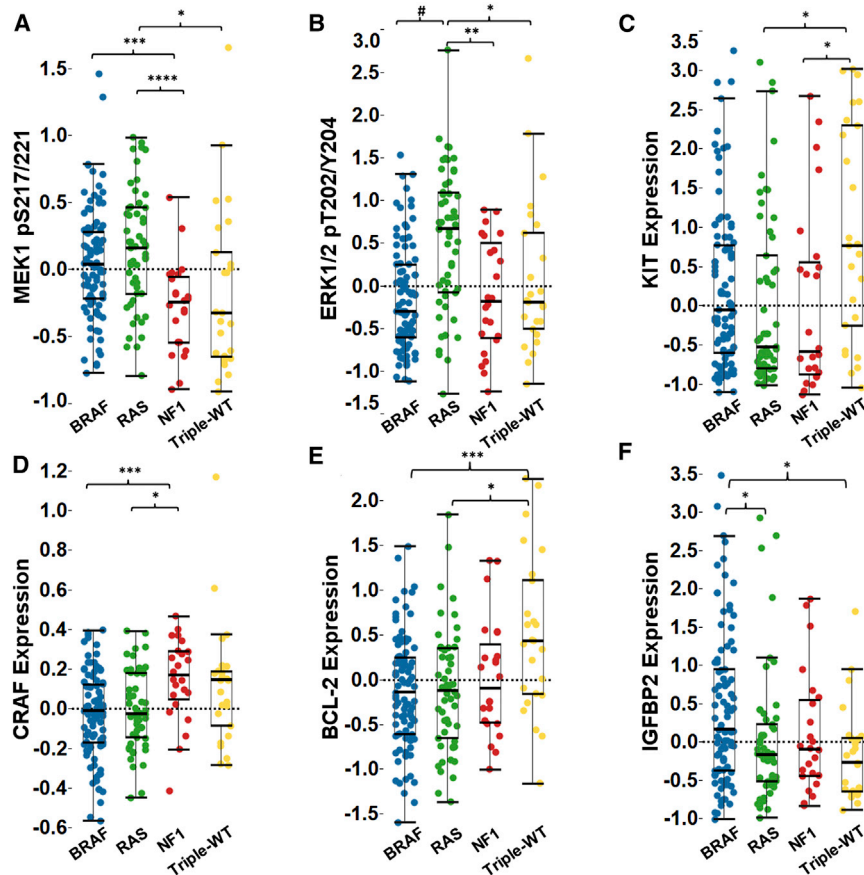 A
MEK1 pS217/221
***
****
*
1.5
1.0
0.5
0.0
-0.5
-1.0
BRAF
RAS
NF1
Triple-WT
B
ERK1/2 pT202/Y204
#
**
*
3.0
2.5
2.0
1.5
1.0
0.5
0.0
-0.5
-1.0
-1.5
BRAF
RAS
NF1
Triple-WT
C
KIT Expression
*
*
3.5
3.0
2.5
2.0
1.5
1.0
0.5
0.0
-0.5
-1.0
BRAF
RAS
NF1
Triple-WT
D
CRAF Expression
***
*
1.2
1.0
0.8
0.6
0.4
0.2
0.0
-0.2
-0.4
-0.6
BRAF
RAS
NF1
Triple-WT
E
BCL-2 Expression
***
*
2.0
1.5
1.0
0.5
0.0
-0.5
-1.0
-1.5
BRAF
RAS
NF1
Triple-WT
F
IGFBP2 Expression
*
*
3.5
3.0
2.5
2.0
1.5
1.0
0.5
0.0
-0.5
-1.0
BRAF
RAS
NF1
Triple-WT